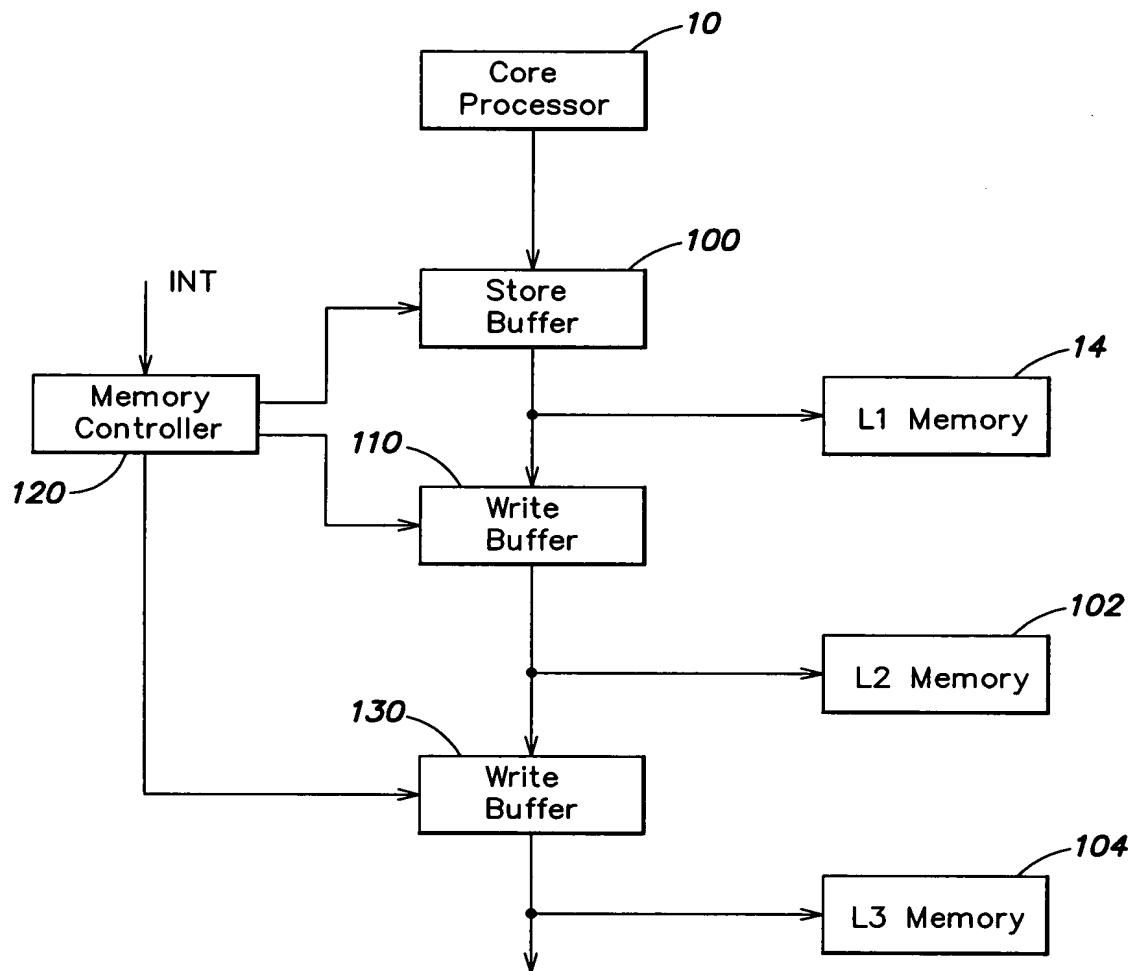 10
Core
Processor
100
INT
Store
Buffer
14
Memory
Controller
L1 Memory
110
120
Write
Buffer
102
L2 Memory
130
Write
Buffer
104
L3 Memory